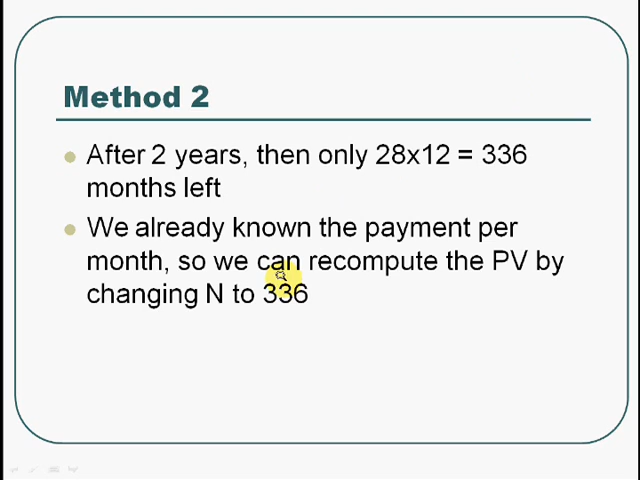 Method 2
After 2 years, then only 28x12 = 336
months left
We already known the payment per
month, so we can recompute the PV by
changing N to 336